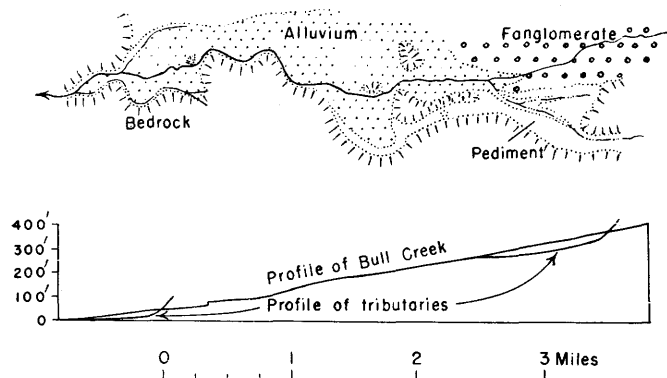 Alluvium
Fanglomerate
Bedrock
Pediment
400'
300'
200'
100'
0
Profile of Bull Creek
Profile of tributaries
0 1 2 3 Miles